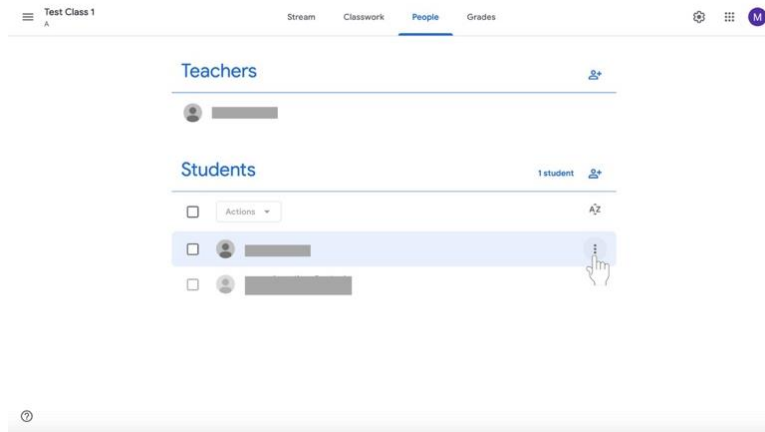 Test Class 1
A
Stream Classwork People Grades
M
Teachers
Students
1 student
Actions
AZ